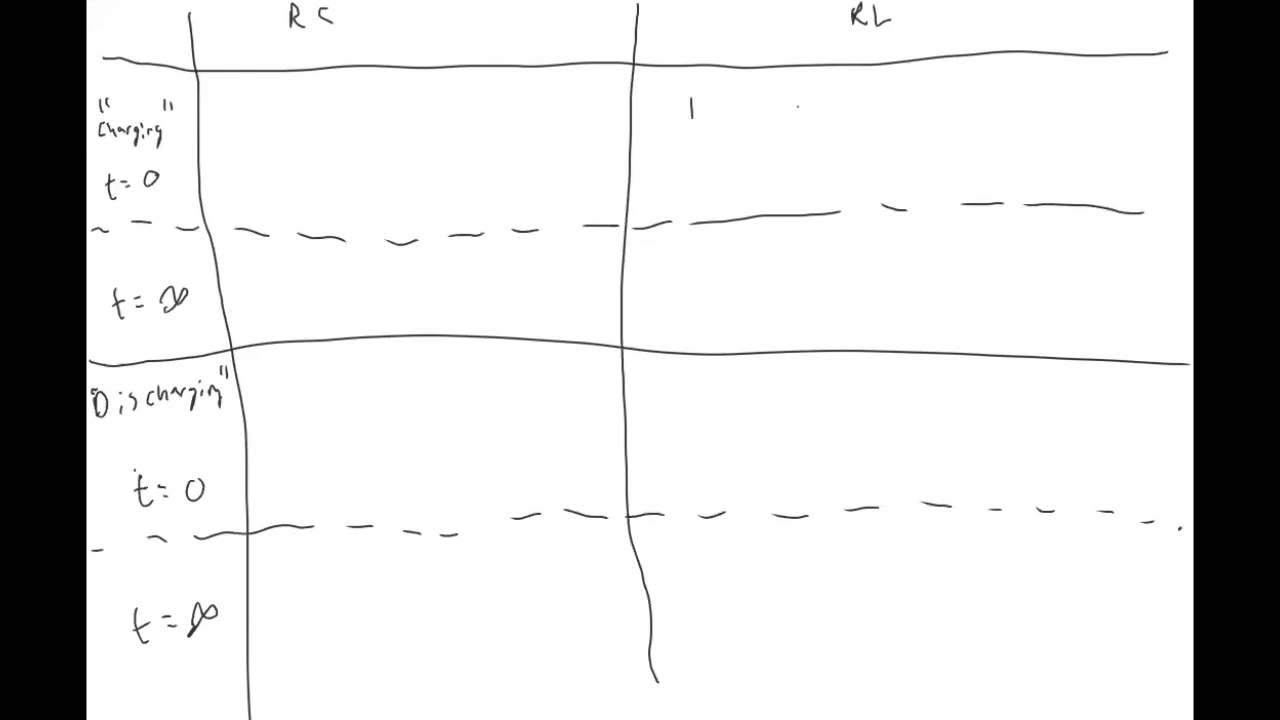 RC RL
"charging"
t = 0
t = ∞
"Discharging"
t = 0
t = ∞